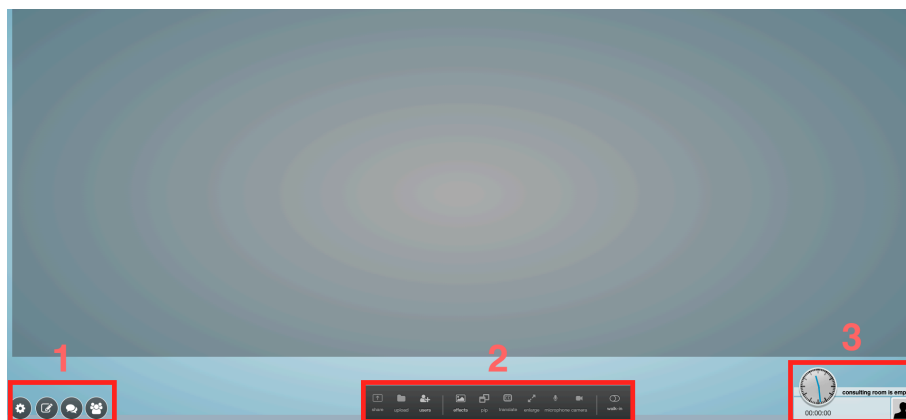 1
2
3
share upload users effects pip translate enlarge microphone camera walk-in
consulting room is emp
00:00:00